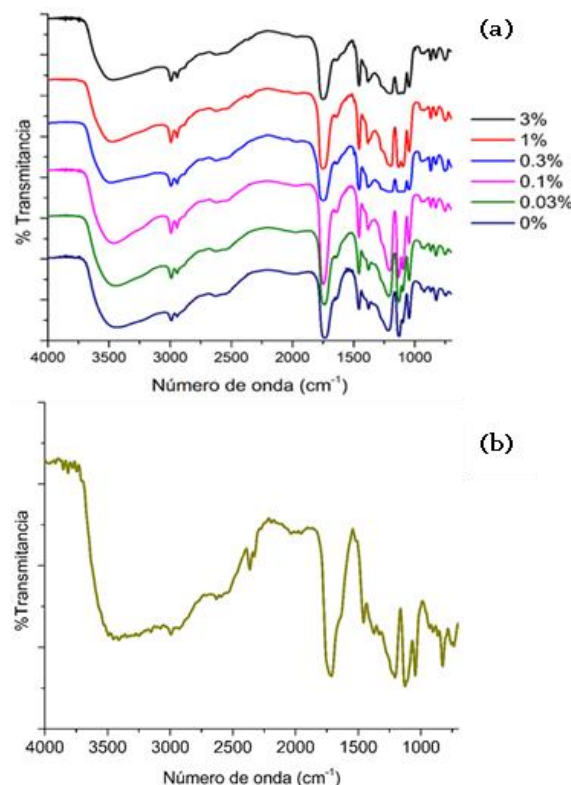 (a)
3%
1%
0.3%
0.1%
0.03%
0%
% Transmitancia
4000 3500 3000 2500 2000 1500 1000
Número de onda (cm⁻¹)
(b)
%Transmitancia
4000 3500 3000 2500 2000 1500 1000
Número de onda (cm⁻¹)